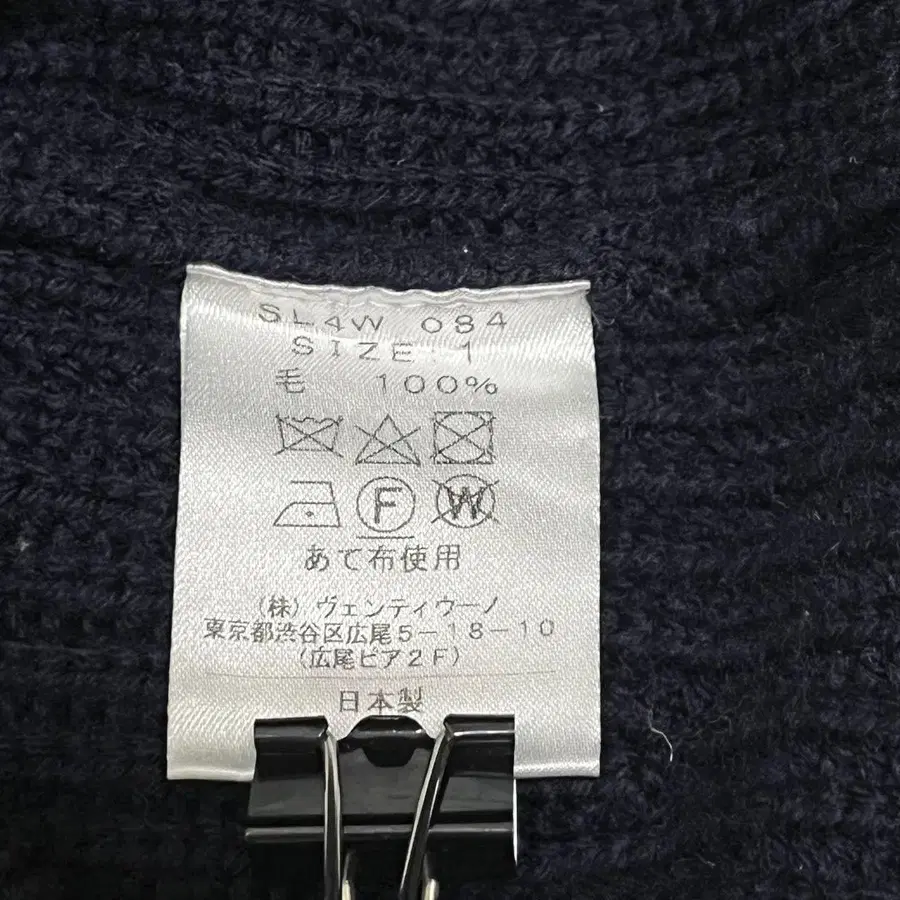 SL4W 084
SIZE:1
毛 100%
F W
あて布使用
(株)ヴェンティウーノ
東京都渋谷区広尾5-18-10
(広尾ピア2F)
日本製